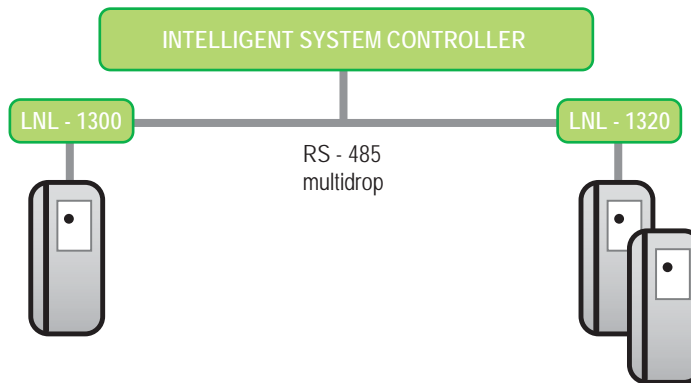 INTELLIGENT SYSTEM CONTROLLER
LNL - 1300
LNL - 1320
RS - 485
multidrop